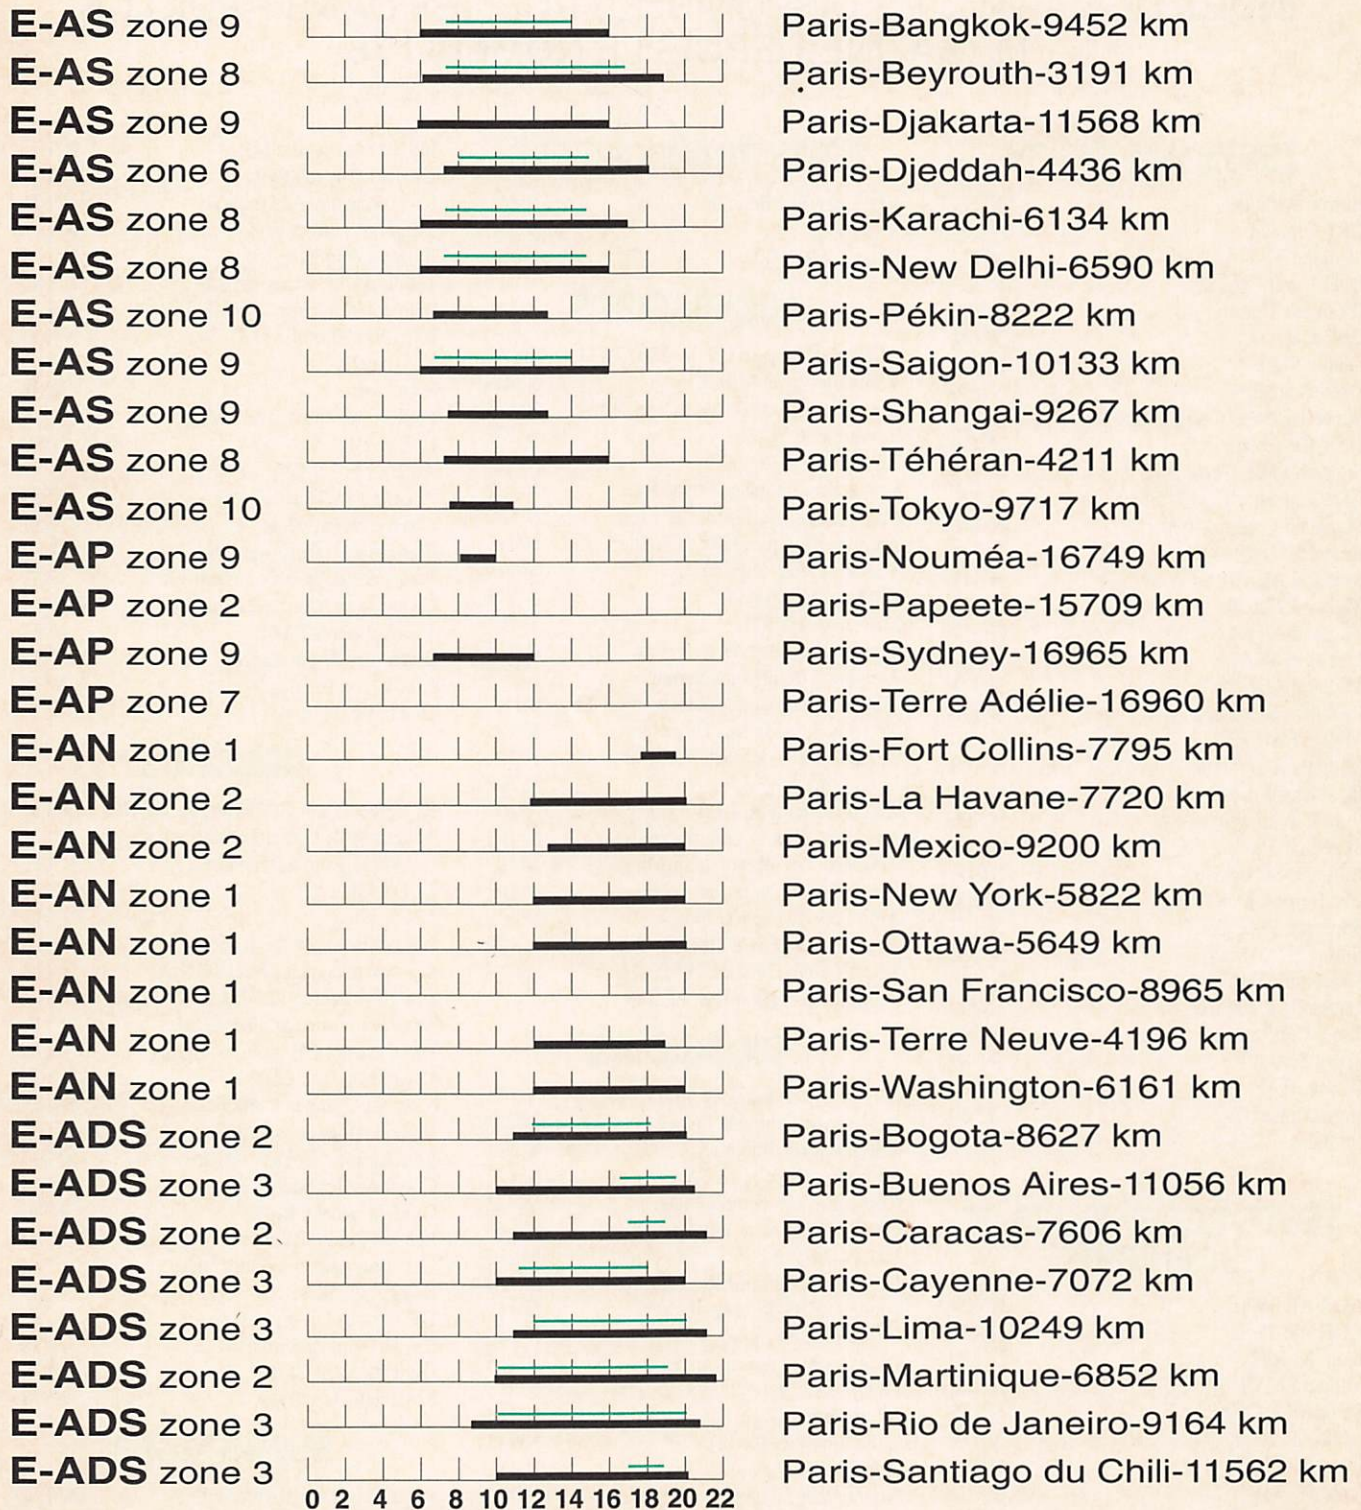 E-AS zone 9 Paris-Bangkok-9452 km
E-AS zone 8 Paris-Beyrouth-3191 km
E-AS zone 9 Paris-Djakarta-11568 km
E-AS zone 6 Paris-Djeddah-4436 km
E-AS zone 8 Paris-Karachi-6134 km
E-AS zone 8 Paris-New Delhi-6590 km
E-AS zone 10 Paris-Pékin-8222 km
E-AS zone 9 Paris-Saigon-10133 km
E-AS zone 9 Paris-Shangai-9267 km
E-AS zone 8 Paris-Téhéran-4211 km
E-AS zone 10 Paris-Tokyo-9717 km
E-AP zone 9 Paris-Nouméa-16749 km
E-AP zone 2 Paris-Papeete-15709 km
E-AP zone 9 Paris-Sydney-16965 km
E-AP zone 7 Paris-Terre Adélie-16960 km
E-AN zone 1 Paris-Fort Collins-7795 km
E-AN zone 2 Paris-La Havane-7720 km
E-AN zone 2 Paris-Mexico-9200 km
E-AN zone 1 Paris-New York-5822 km
E-AN zone 1 Paris-Ottawa-5649 km
E-AN zone 1 Paris-San Francisco-8965 km
E-AN zone 1 Paris-Terre Neuve-4196 km
E-AN zone 1 Paris-Washington-6161 km
E-ADS zone 2 Paris-Bogota-8627 km
E-ADS zone 3 Paris-Buenos Aires-11056 km
E-ADS zone 2 Paris-Caracas-7606 km
E-ADS zone 3 Paris-Cayenne-7072 km
E-ADS zone 3 Paris-Lima-10249 km
E-ADS zone 2 Paris-Martinique-6852 km
E-ADS zone 3 Paris-Rio de Janeiro-9164 km
E-ADS zone 3 Paris-Santiago du Chili-11562 km
0 2 4 6 8 10 12 14 16 18 20 22